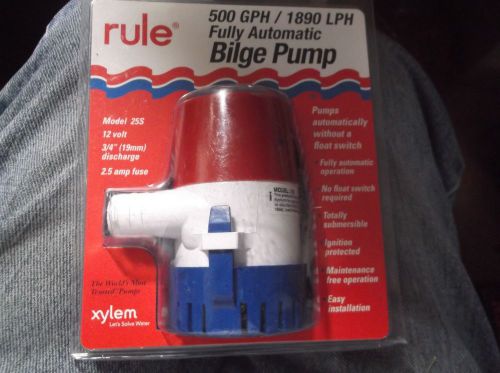 rule®
500 GPH / 1890 LPH
Fully Automatic
Bilge Pump
Model 25S
12 volt
3/4" (19mm)
discharge
2.5 amp fuse
Pumps
automatically
without a
float switch
Fully automatic
operation
No float switch
required
Totally
submersible
Ignition
protected
Maintenance
free operation
Easy
installation
The World's Most
Trusted Pumps
xylem
Let's Solve Water